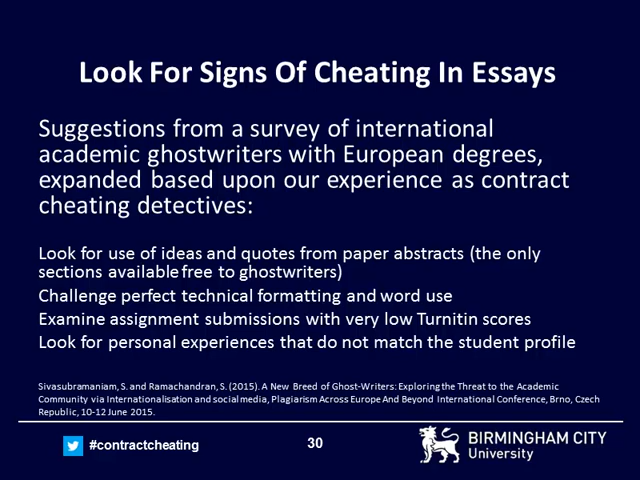 Look For Signs Of Cheating In Essays
Suggestions from a survey of international
academic ghostwriters with European degrees,
expanded based upon our experience as contract
cheating detectives:
Look for use of ideas and quotes from paper abstracts (the only
sections available free to ghostwriters)
Challenge perfect technical formatting and word use
Examine assignment submissions with very low Turnitin scores
Look for personal experiences that do not match the student profile
Sivasubramaniam, S. and Ramachandran, S. (2015). A New Breed of Ghost-Writers: Exploring the Threat to the Academic
Community via Internationalisation and social media, Plagiarism Across Europe And Beyond International Conference, Brno, Czech
Republic, 10-12 June 2015.
#contractcheating
30
BIRMINGHAM CITY
University